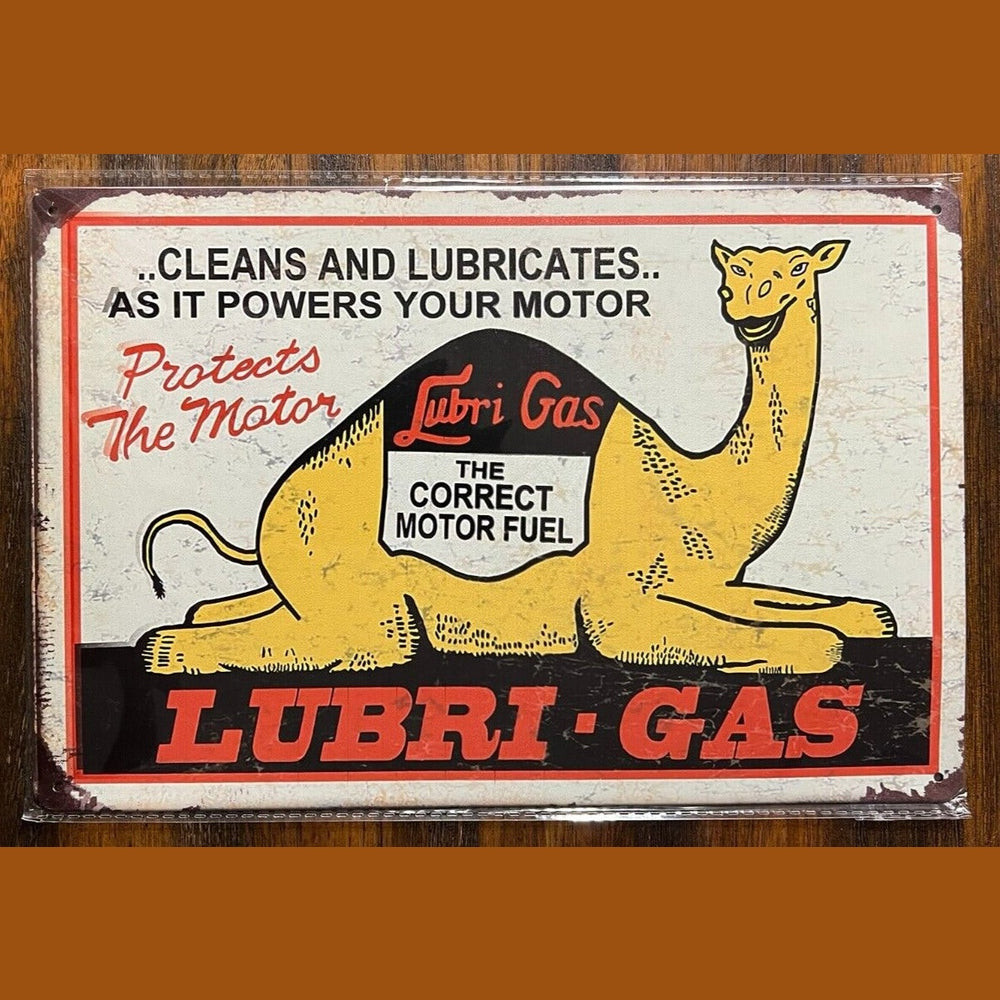 ..CLEANS AND LUBRICATES..
AS IT POWERS YOUR MOTOR
Protects
The Motor
Lubri Gas
THE
CORRECT
MOTOR FUEL
LUBRI·GAS